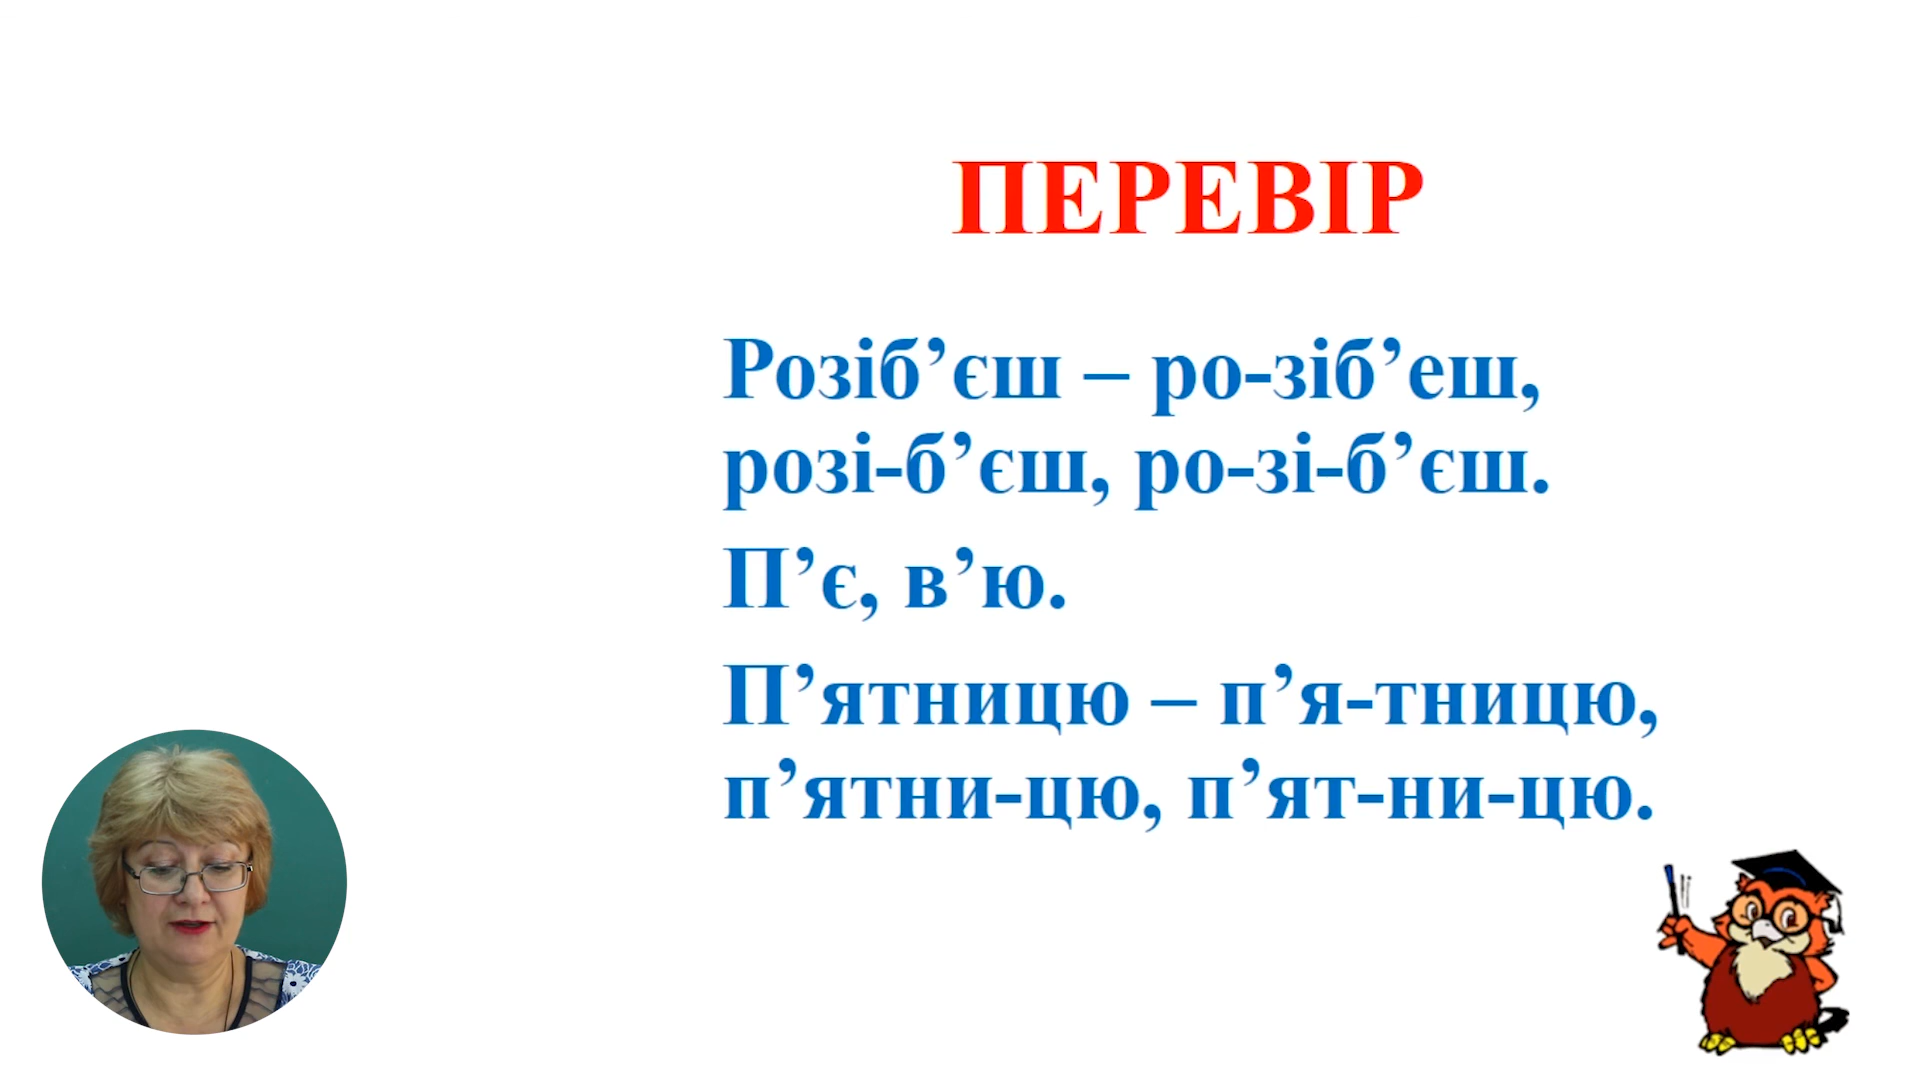 ПЕРЕВІР
Розіб’єш – ро-зіб’еш,
розі-б’єш, ро-зі-б’єш.
П’є, в’ю.
П’ятницю – п’я-тницю,
п’ятни-цю, п’ят-ни-цю.